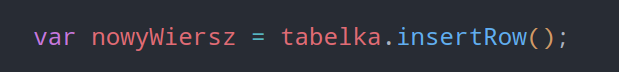 var nowyWiersz = tabelka.insertRow();